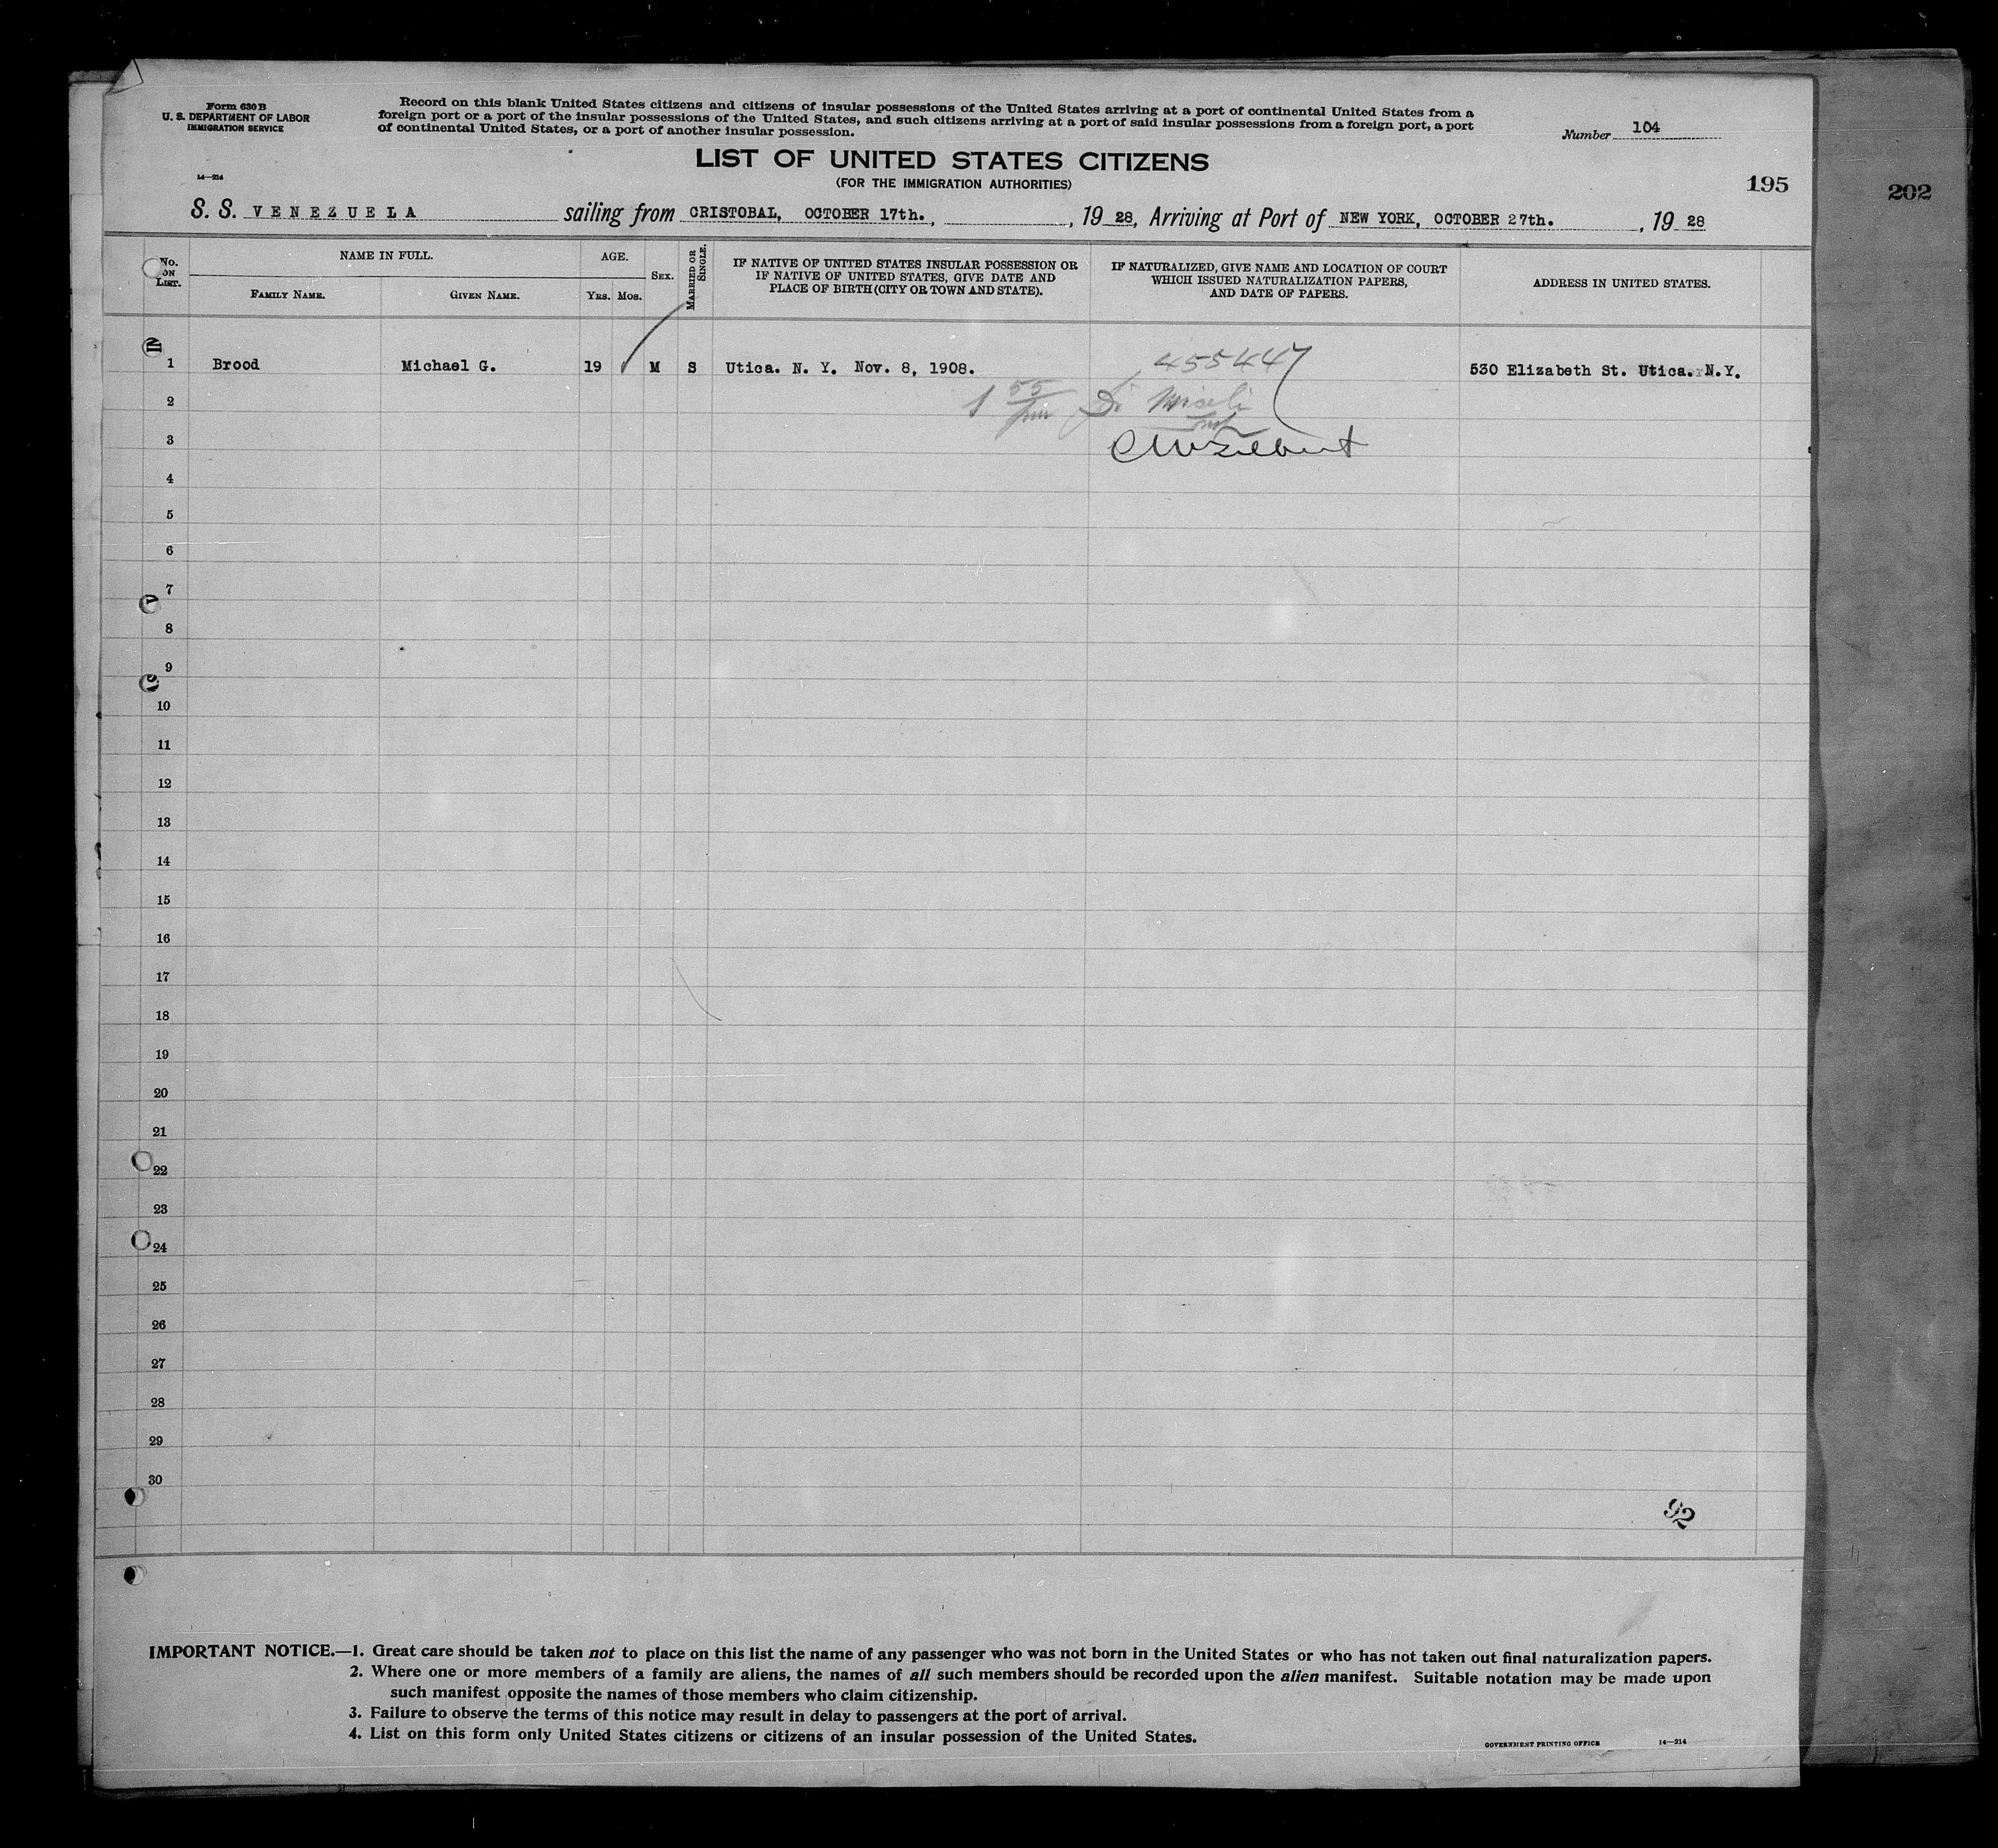 Form 630 B
U. S. DEPARTMENT OF LABOR
IMMIGRATION SERVICE
14—214
Record on this blank United States citizens and citizens of insular possessions of the United States arriving at a port of continental United States from a
foreign port or a port of the insular possessions of the United States, and such citizens arriving at a port of said insular possessions from a foreign port, a port
of continental United States, or a port of another insular possession.
Number 104
LIST OF UNITED STATES CITIZENS
(FOR THE IMMIGRATION AUTHORITIES)
195
202
S. S. VENEZUELA sailing from CRISTOBAL, OCTOBER 17th. , , 19 28, Arriving at Port of NEW YORK, OCTOBER 27th. , 19 28
No. ON LIST.
NAME IN FULL.
FAMILY NAME.
GIVEN NAME.
AGE.
YRS. MOS.
SEX.
MARRIED OR SINGLE.
IF NATIVE OF UNITED STATES INSULAR POSSESSION OR
IF NATIVE OF UNITED STATES, GIVE DATE AND
PLACE OF BIRTH (CITY OR TOWN AND STATE).
IF NATURALIZED, GIVE NAME AND LOCATION OF COURT
WHICH ISSUED NATURALIZATION PAPERS,
AND DATE OF PAPERS.
ADDRESS IN UNITED STATES.
1 Brood Michael G. 19 M S Utica. N. Y. Nov. 8, 1908. 455447 530 Elizabeth St. Utica. N.Y.
2
3
4
5
6
7
8
9
10
11
12
13
14
15
16
17
18
19
20
21
22
23
24
25
26
27
28
29
30
92
IMPORTANT NOTICE.—1. Great care should be taken not to place on this list the name of any passenger who was not born in the United States or who has not taken out final naturalization papers.
2. Where one or more members of a family are aliens, the names of all such members should be recorded upon the alien manifest. Suitable notation may be made upon
such manifest opposite the names of those members who claim citizenship.
3. Failure to observe the terms of this notice may result in delay to passengers at the port of arrival.
4. List on this form only United States citizens or citizens of an insular possession of the United States.
GOVERNMENT PRINTING OFFICE 14—214